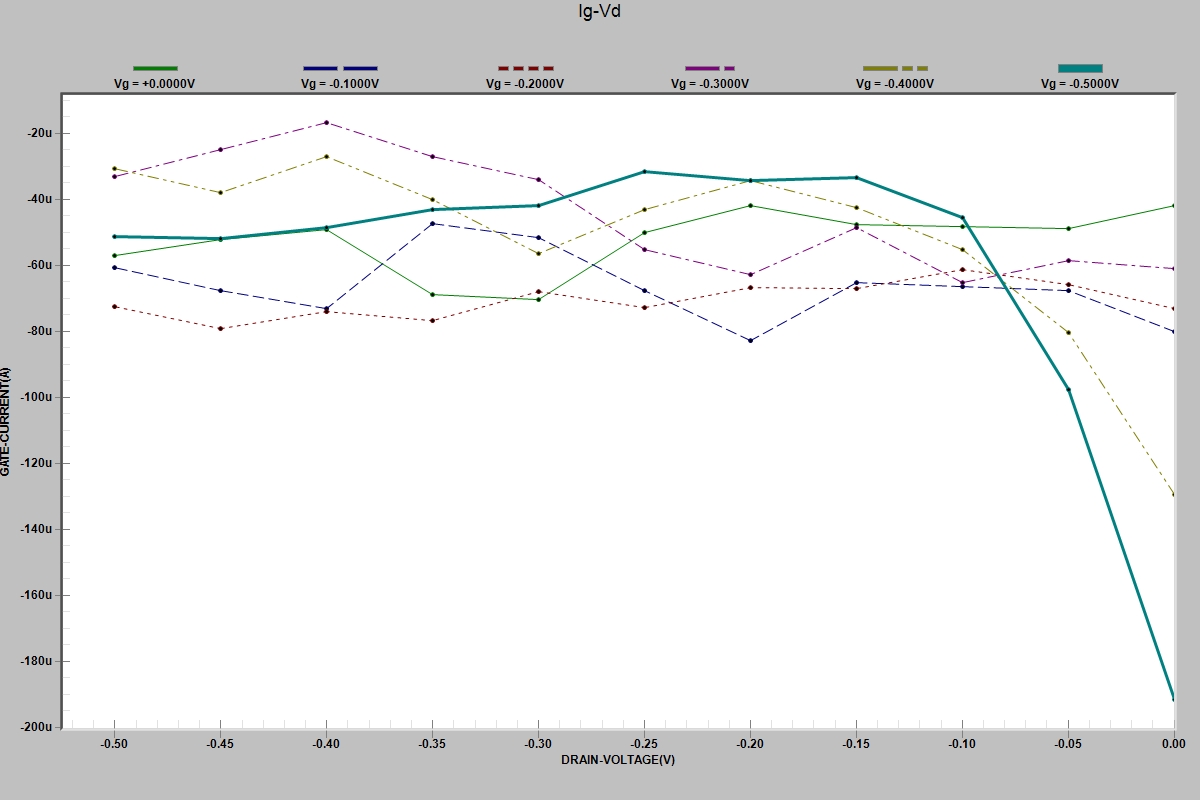 Ig-Vd
Vg = +0.0000V
Vg = -0.1000V
Vg = -0.2000V
Vg = -0.3000V
Vg = -0.4000V
Vg = -0.5000V
GATE-CURRENT(A)
-20u
-40u
-60u
-80u
-100u
-120u
-140u
-160u
-180u
-200u
-0.50
-0.45
-0.40
-0.35
-0.30
-0.25
-0.20
-0.15
-0.10
-0.05
0.00
DRAIN-VOLTAGE(V)